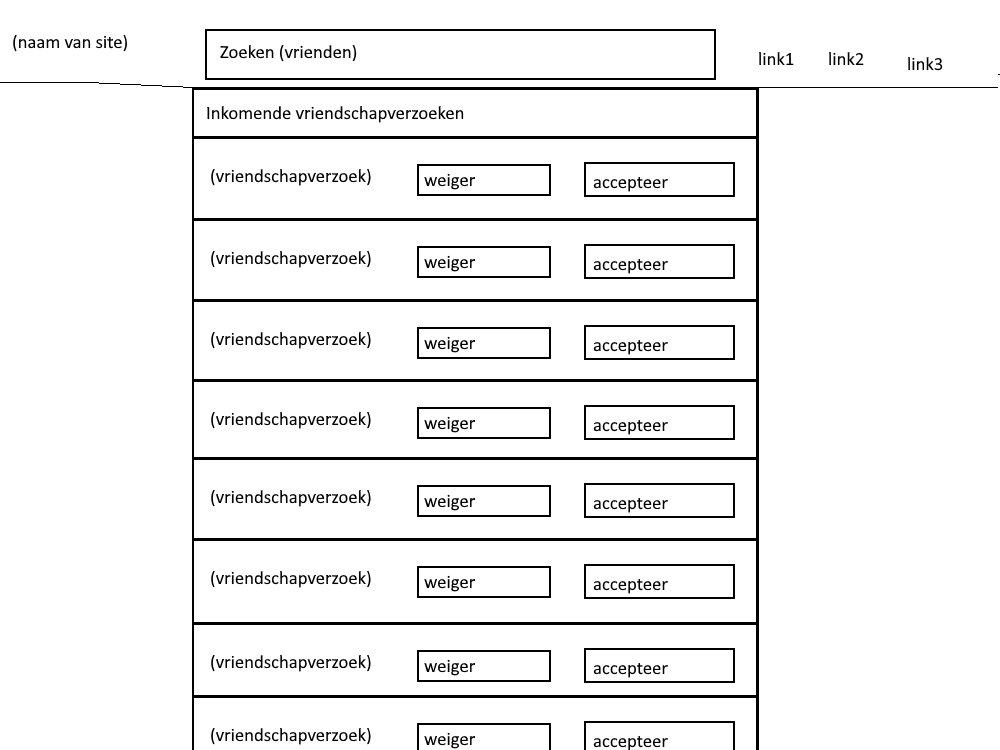 (naam van site)
Zoeken (vrienden)
link1
link2
link3
Inkomende vriendschapverzoeken
(vriendschapverzoek) weiger accepteer
(vriendschapverzoek) weiger accepteer
(vriendschapverzoek) weiger accepteer
(vriendschapverzoek) weiger accepteer
(vriendschapverzoek) weiger accepteer
(vriendschapverzoek) weiger accepteer
(vriendschapverzoek) weiger accepteer
(vriendschapverzoek) weiger accepteer